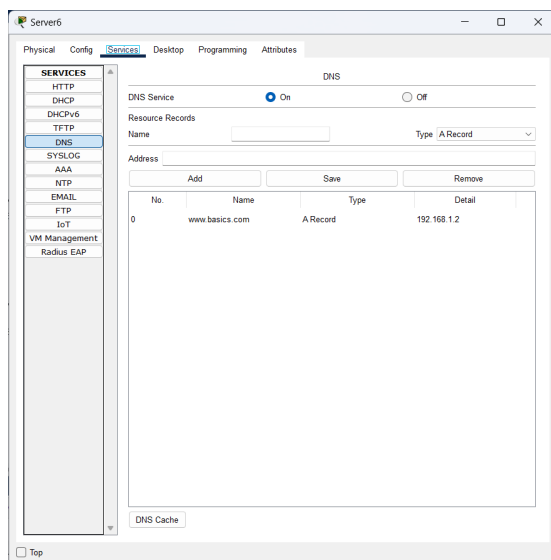 Server6
Physical Config Services Desktop Programming Attributes
SERVICES
HTTP
DHCP
DHCPv6
TFTP
DNS
SYSLOG
AAA
NTP
EMAIL
FTP
IoT
VM Management
Radius EAP
DNS
DNS Service On Off
Resource Records
Name Type A Record
Address
Add Save Remove
No. Name Type Detail
0 www.basics.com A Record 192.168.1.2
DNS Cache
Top